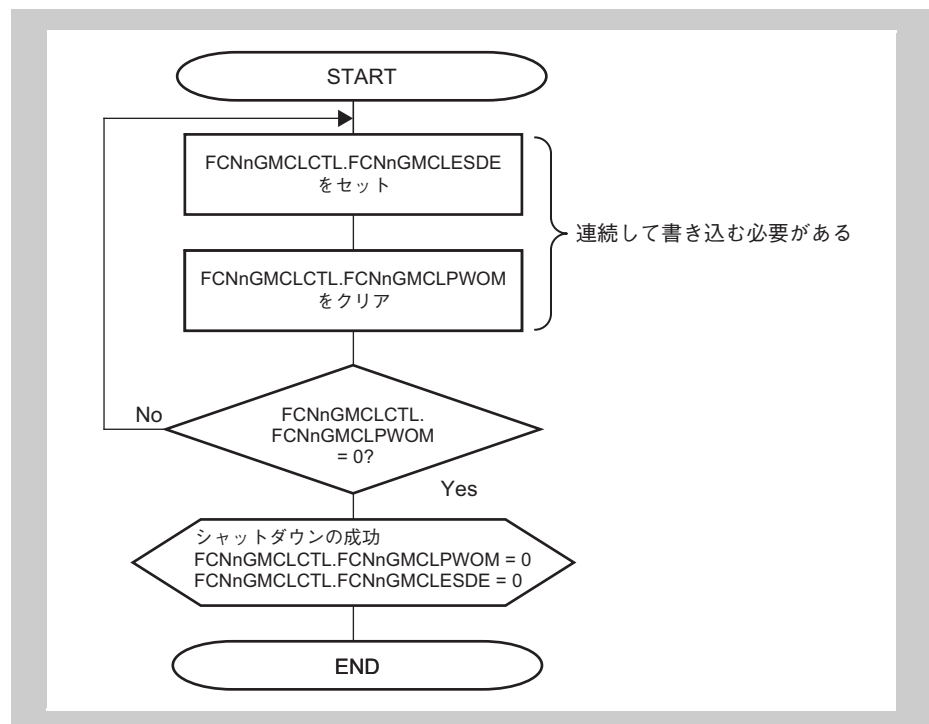 START
FCNnGMCLCTL.FCNnGMCLESDE
をセット
連続して書き込む必要がある
FCNnGMCLCTL.FCNnGMCLPWOM
をクリア
No
FCNnGMCLCTL.
FCNnGMCLPWOM
= 0?
Yes
シャットダウンの成功
FCNnGMCLCTL.FCNnGMCLPWOM = 0
FCNnGMCLCTL.FCNnGMCLESDE = 0
END